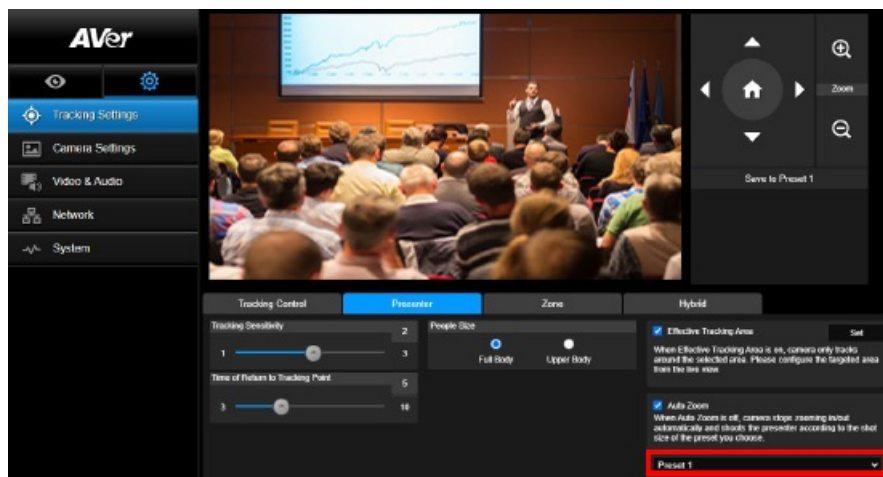 AVer
Tracking Settings
Camera Settings
Video & Audio
Network
System
Zoom
Save to Preset 1
Tracking Control
Presenter
Zone
Hybrid
Tracking Sensitivity
2
1
3
Time of Return to Tracking Point
5
3
10
People Size
Full Body
Upper Body
Effective Tracking Area
Set
When Effective Tracking Area is on, camera only tracks
around the selected area. Please configure the targeted area
from the live view.
Auto Zoom
When Auto Zoom is off, camera stops zooming in/out
automatically and shoots the presenter according to the shot
size of the preset you choose.
Preset 1